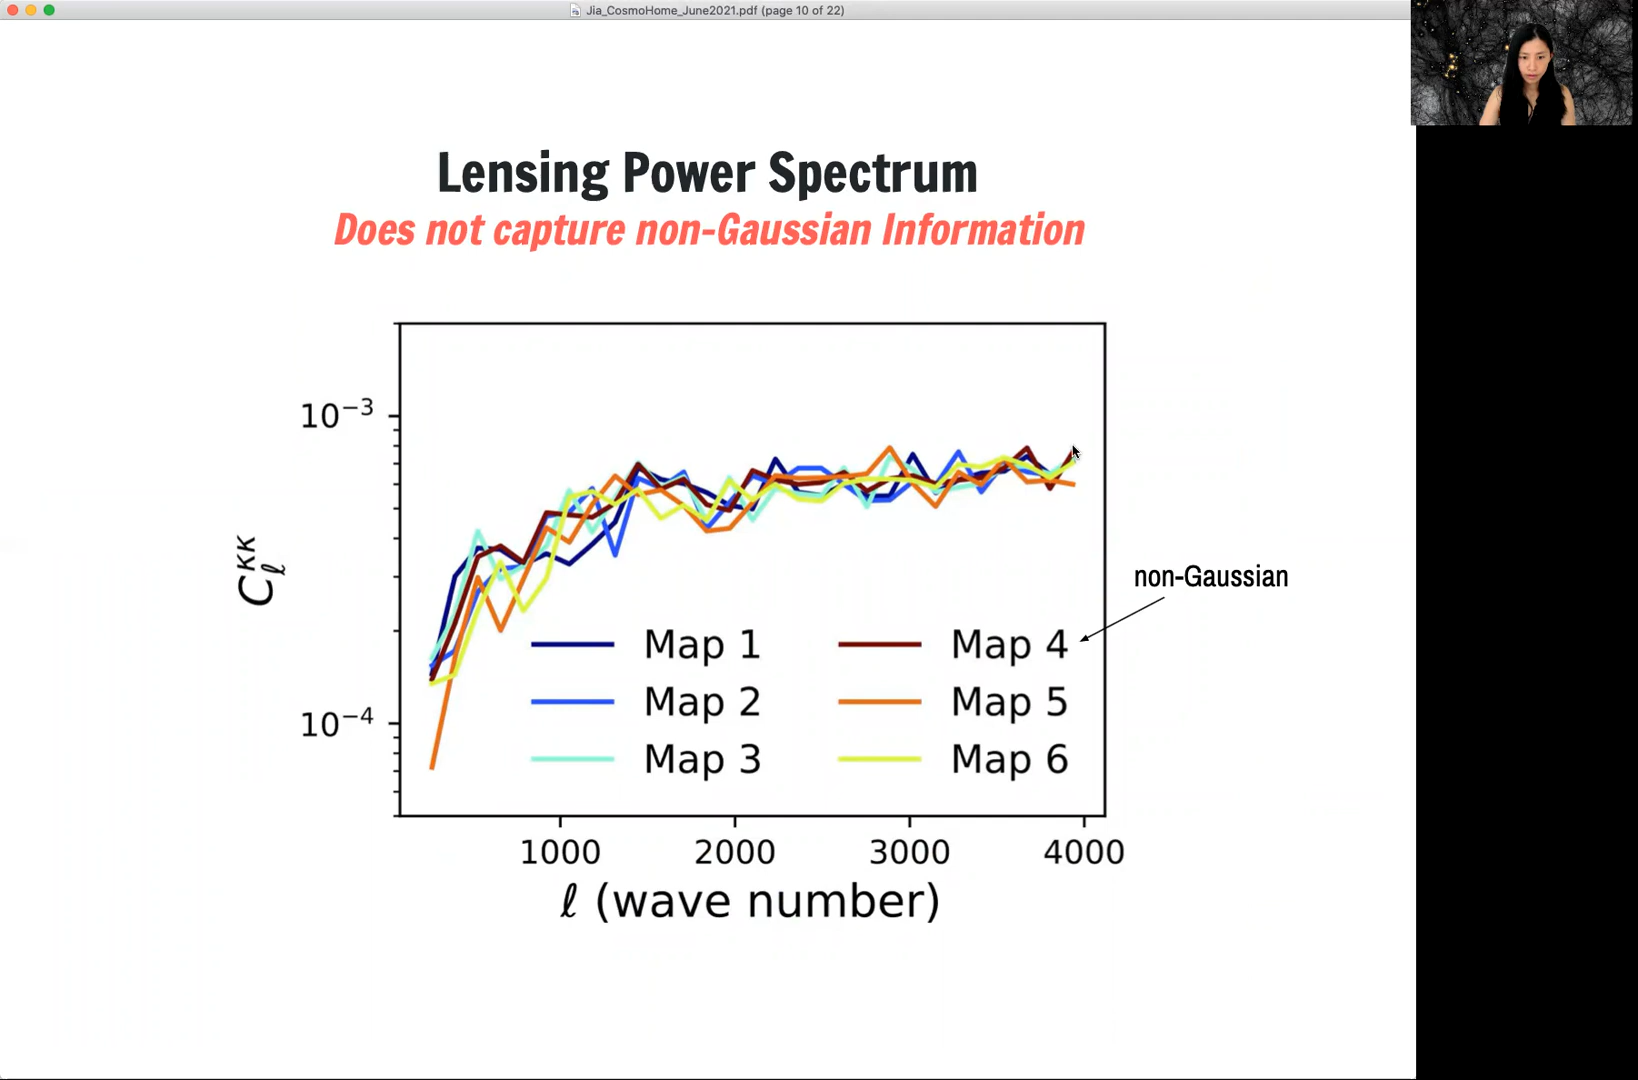 Jia_CosmoHome_June2021.pdf (page 10 of 22)
Lensing Power Spectrum
Does not capture non-Gaussian Information
10⁻³
10⁻⁴
C_ℓ^κκ
non-Gaussian
Map 1
Map 4
Map 2
Map 5
Map 3
Map 6
1000 2000 3000 4000
ℓ (wave number)